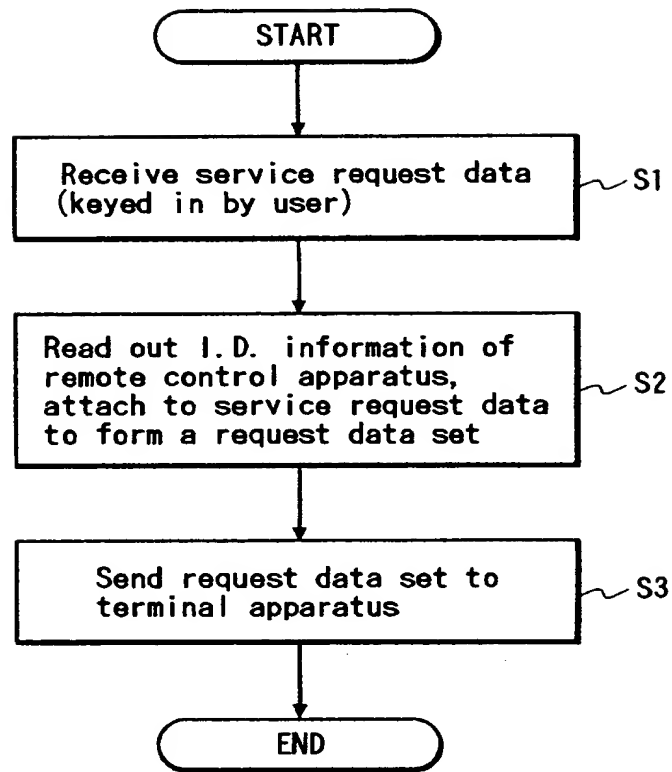 START
Receive service request data
(keyed in by user)
S1
Read out I.D. information of
remote control apparatus,
attach to service request data
to form a request data set
S2
Send request data set to
terminal apparatus
S3
END